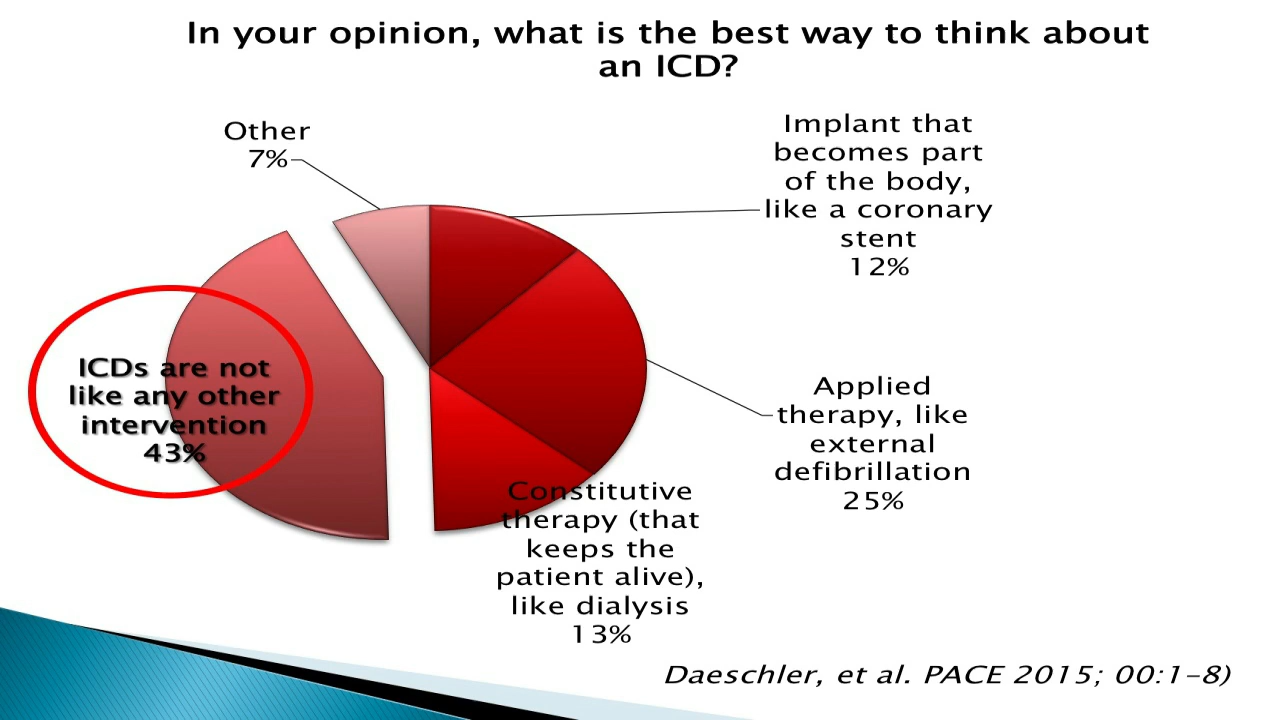 In your opinion, what is the best way to think about
an ICD?
Other
7%
Implant that
becomes part
of the body,
like a coronary
stent
12%
ICDs are not
like any other
intervention
43%
Applied
therapy, like
external
defibrillation
25%
Constitutive
therapy (that
keeps the
patient alive),
like dialysis
13%
Daeschler, et al. PACE 2015; 00:1–8)